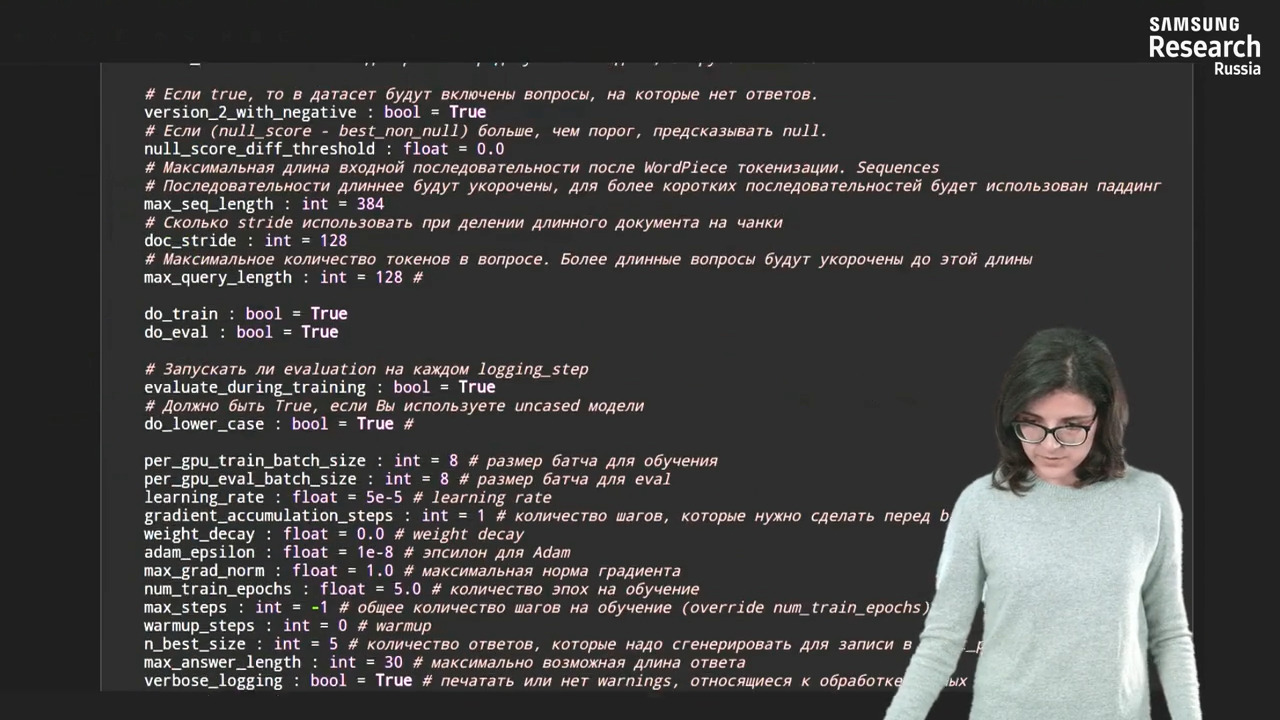 SAMSUNG
Research
Russia
# Если true, то в датасет будут включены вопросы, на которые нет ответов.
version_2_with_negative : bool = True
# Если (null_score - best_non_null) больше, чем порог, предсказывать null.
null_score_diff_threshold : float = 0.0
# Максимальная длина входной последовательности после WordPiece токенизации. Sequences
# Последовательности длиннее будут укорочены, для более коротких последовательностей будет использован паддинг
max_seq_length : int = 384
# Сколько stride использовать при делении длинного документа на чанки
doc_stride : int = 128
# Максимальное количество токенов в вопросе. Более длинные вопросы будут укорочены до этой длины
max_query_length : int = 128 #
do_train : bool = True
do_eval : bool = True
# Запускать ли evaluation на каждом logging_step
evaluate_during_training : bool = True
# Должно быть True, если Вы используете uncased модели
do_lower_case : bool = True #
per_gpu_train_batch_size : int = 8 # размер батча для обучения
per_gpu_eval_batch_size : int = 8 # размер батча для eval
learning_rate : float = 5e-5 # learning rate
gradient_accumulation_steps : int = 1 # количество шагов, которые нужно сделать перед
weight_decay : float = 0.0 # weight decay
adam_epsilon : float = 1e-8 # эпсилон для Adam
max_grad_norm : float = 1.0 # максимальная норма градиента
num_train_epochs : float = 5.0 # количество эпох на обучение
max_steps : int = -1 # общее количество шагов на обучение (override num_train_epochs)
warmup_steps : int = 0 # warmup
n_best_size : int = 5 # количество ответов, которые надо сгенерировать для записи в
max_answer_length : int = 30 # максимально возможная длина ответа
verbose_logging : bool = True # печатать или нет warnings, относящиеся к обработке